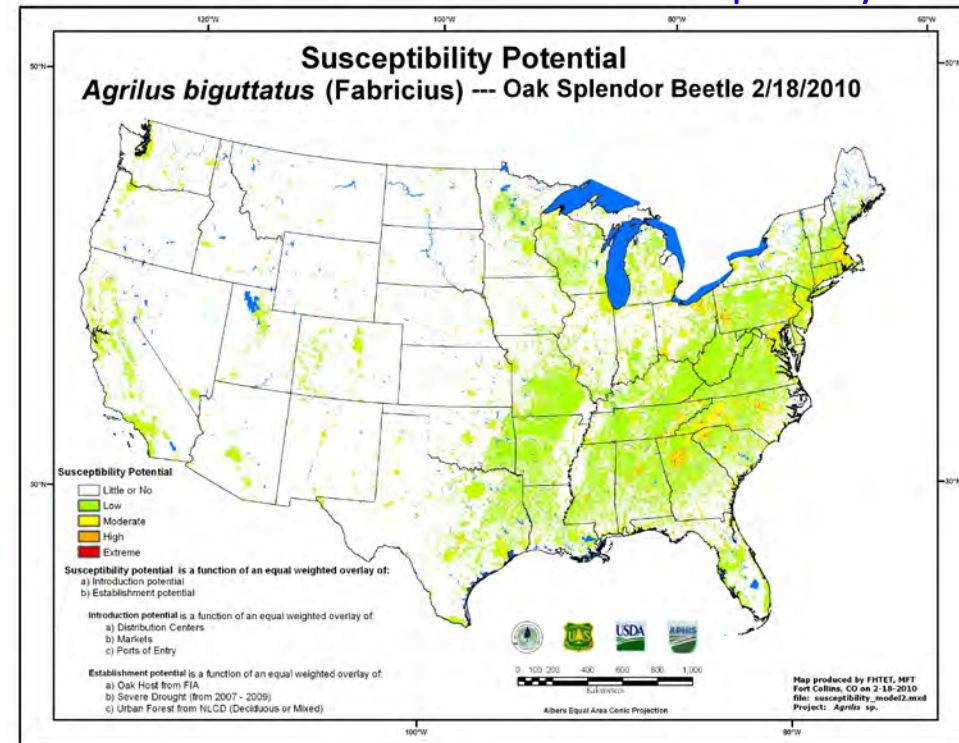 120°W 100°W 80°W 60°W
50°N 50°N
Susceptibility Potential
Agrilus biguttatus (Fabricius) --- Oak Splendor Beetle 2/18/2010
30°N 30°N
Susceptibility Potential
Little or No
Low
Moderate
High
Extreme
Susceptibility potential is a function of an equal weighted overlay of:
a) Introduction potential
b) Establishment potential
Introduction potential is a function of an equal weighted overlay of:
a) Distribution Centers
b) Markets
c) Ports of Entry
Establishment potential is a function of an equal weighted overlay of:
a) Oak Host from FIA
b) Severe Drought (from 2007 - 2009)
c) Urban Forest from NLCD (Deciduous or Mixed)
UAS
USDA
APHIS
0 100 200 400 600 800 1,000
Kilometers
Albers Equal Area Conic Projection
Map produced by FHTET, MFT
Fort Collins, CO on 2-18-2010
file: susceptibility_model2.mxd
Project: Agrilis sp.
100°W 80°W